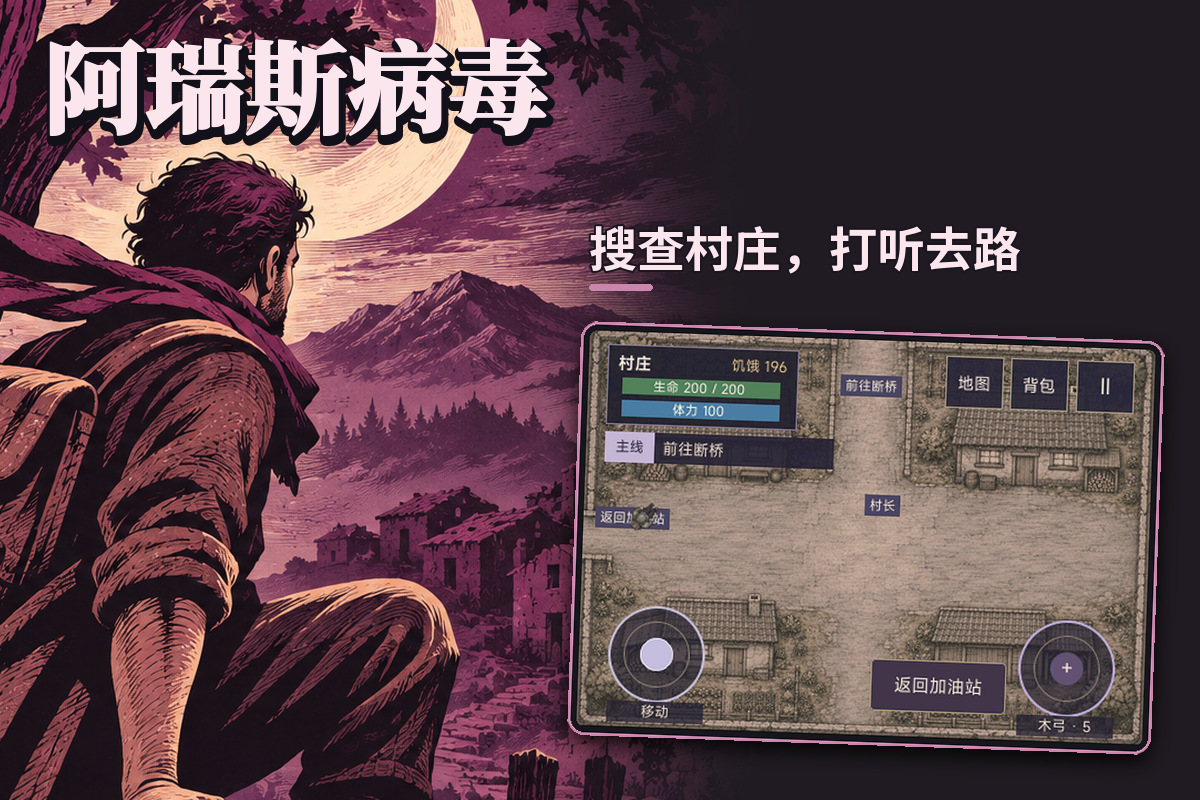 阿瑞斯病毒
搜查村庄，打听去路
村庄 饥饿 196
生命 200 / 200
体力 100
主线 前往断桥
前往断桥
地图
背包
村长
返回加油站
移动
返回加油站
木弓 · 5